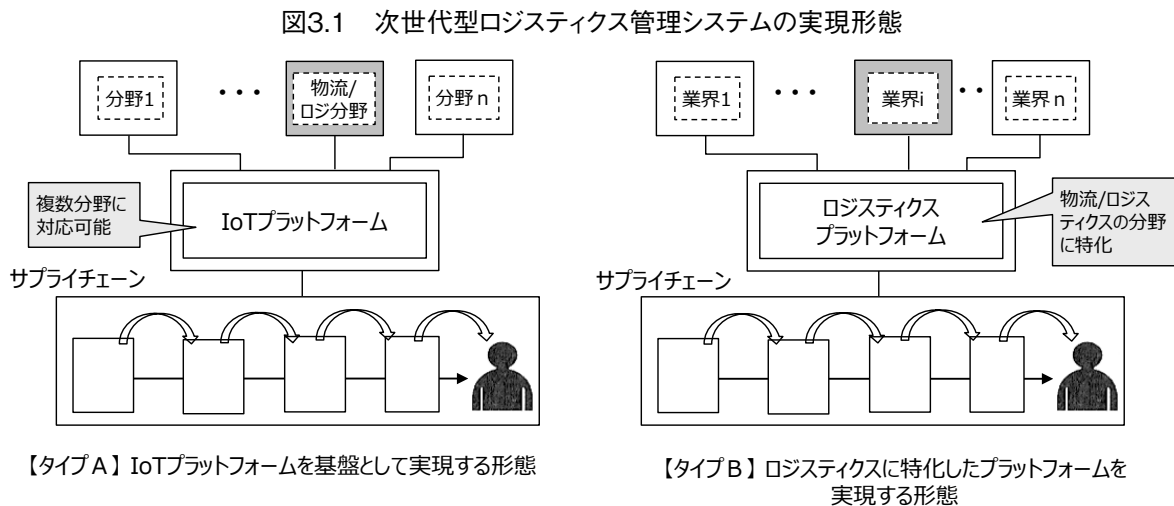 図3.1 次世代型ロジスティクス管理システムの実現形態
分野1
・・・
物流/
ロジ分野
分野n
複数分野に
対応可能
IoTプラットフォーム
サプライチェーン
【タイプA】IoTプラットフォームを基盤として実現する形態
業界1
・・・
業界i
・・
業界n
ロジスティクス
プラットフォーム
物流/ロジス
ティクスの分野
に特化
サプライチェーン
【タイプB】ロジスティクスに特化したプラットフォームを
実現する形態